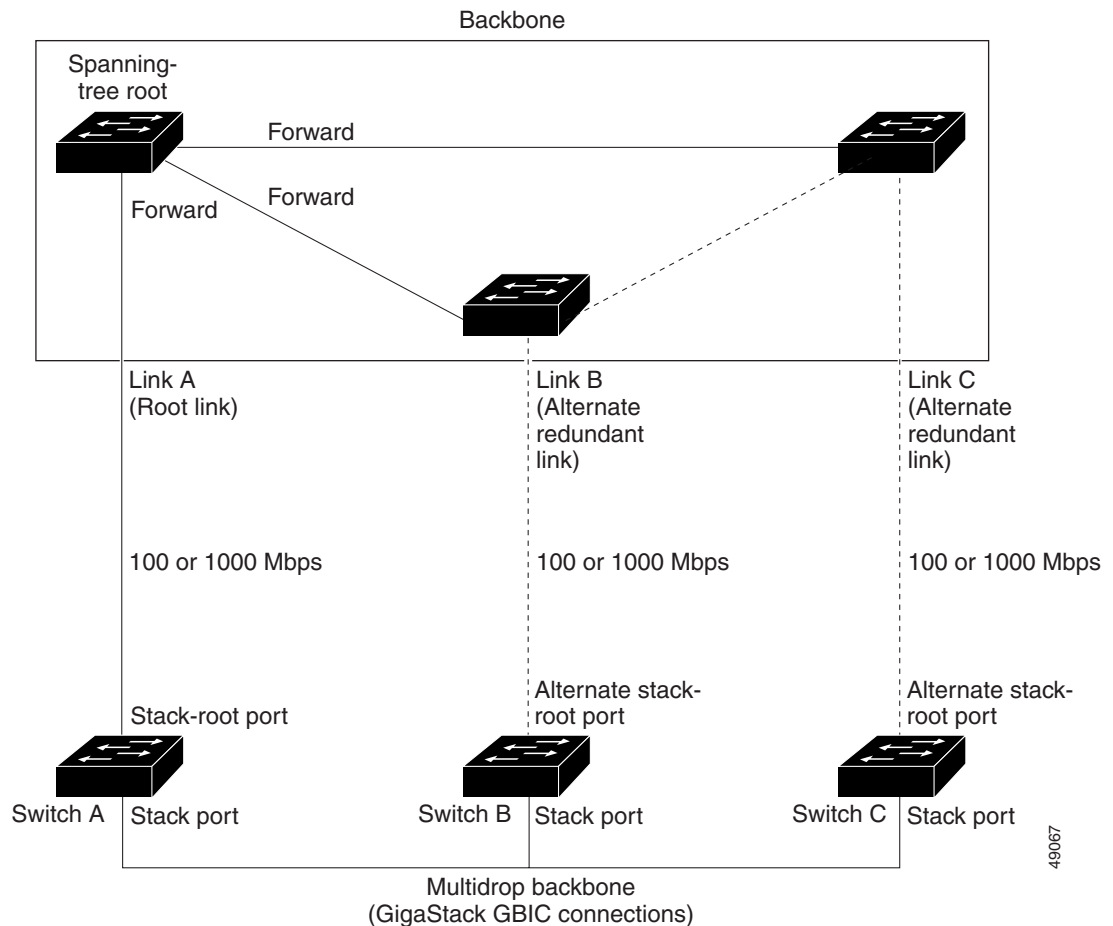 Backbone
Spanning-
tree root
Forward
Forward
Forward
Link A
(Root link)
Link B
(Alternate
redundant
link)
Link C
(Alternate
redundant
link)
100 or 1000 Mbps
100 or 1000 Mbps
100 or 1000 Mbps
Stack-root port
Alternate stack-
root port
Alternate stack-
root port
Switch A
Stack port
Switch B
Stack port
Switch C
Stack port
Multidrop backbone
(GigaStack GBIC connections)
49067